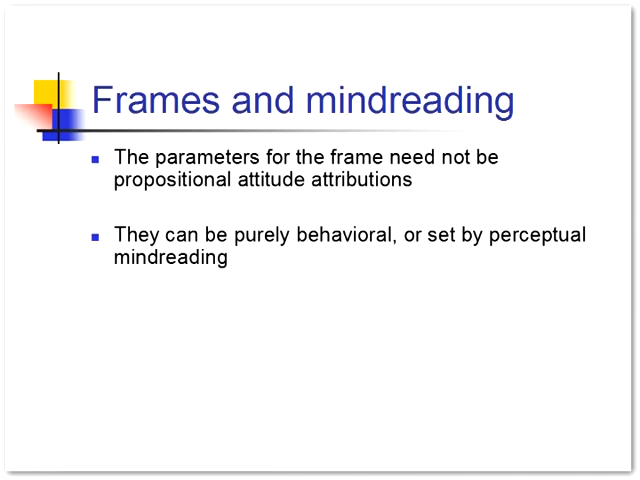 Frames and mindreading
The parameters for the frame need not be
propositional attitude attributions
They can be purely behavioral, or set by perceptual
mindreading